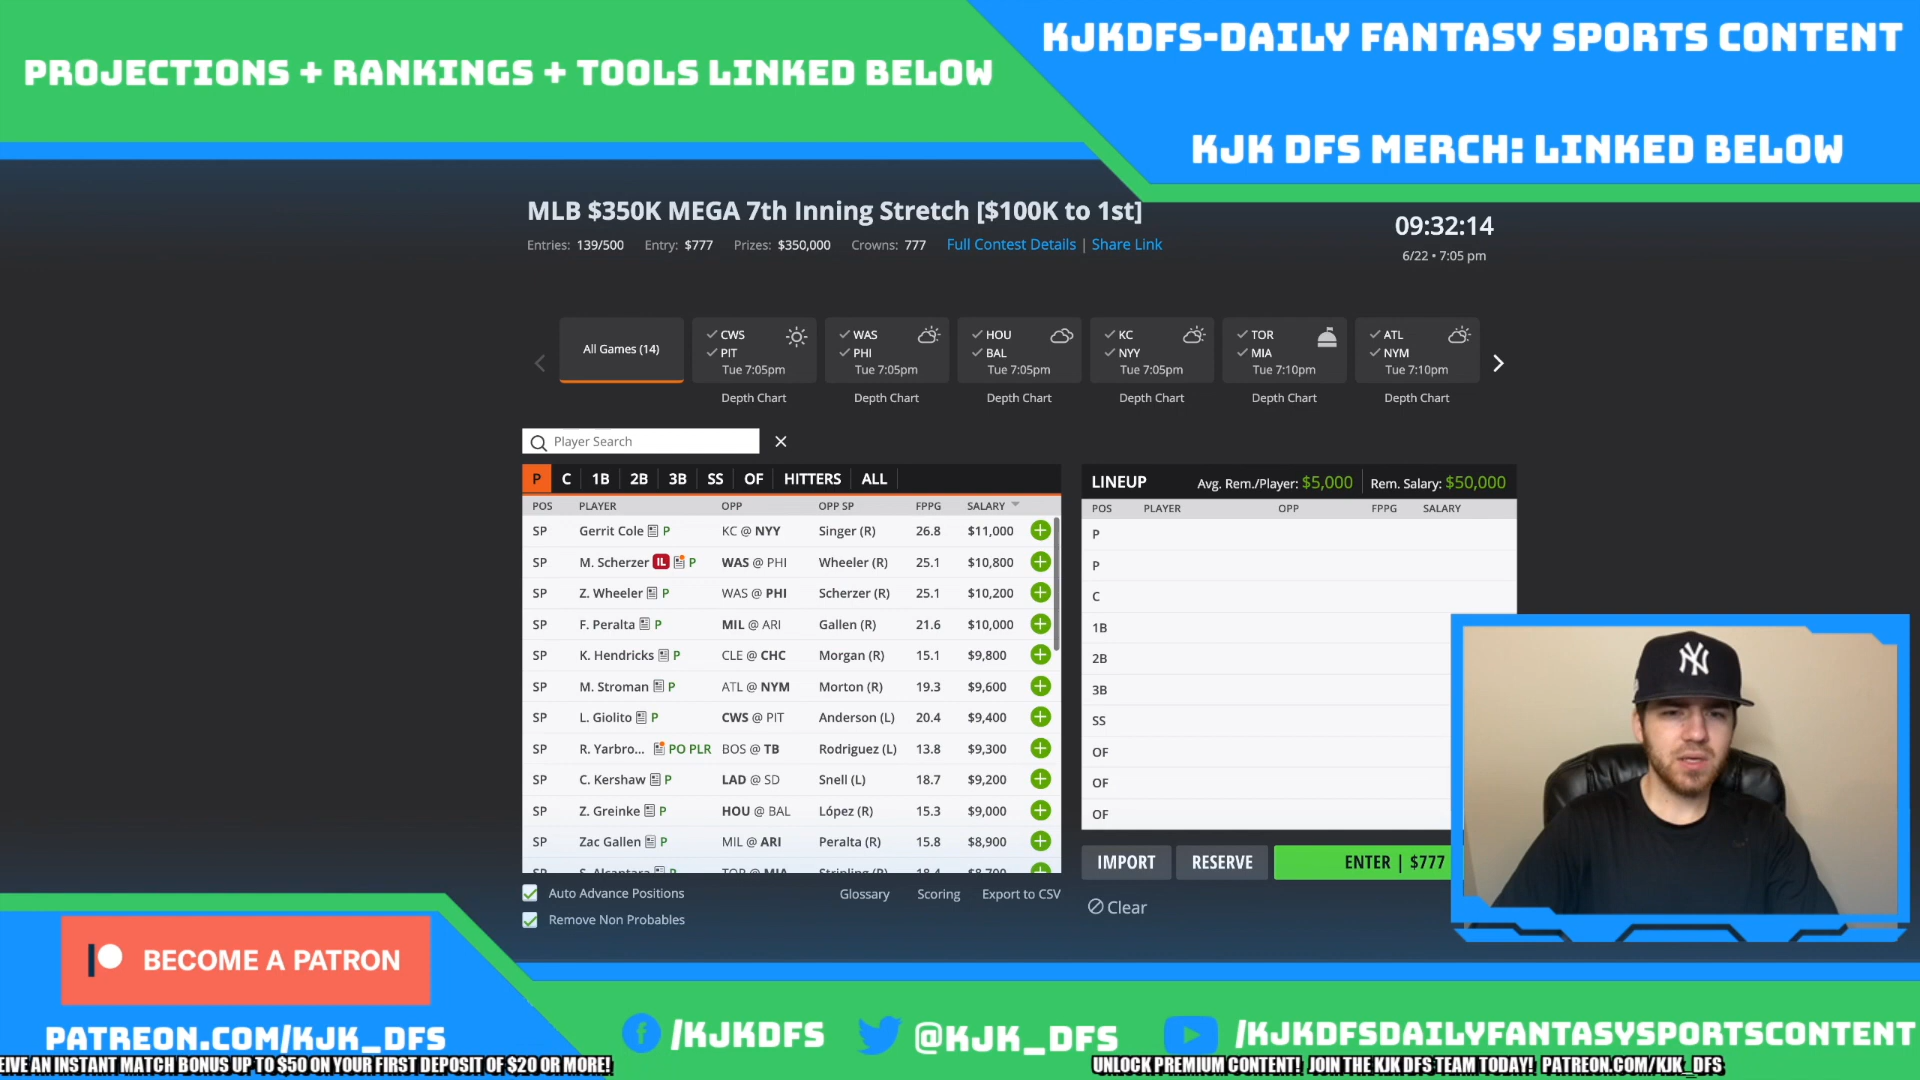 PROJECTIONS + RANKINGS + TOOLS LINKED BELOW
KJKDFS-DAILY FANTASY SPORTS CONTENT
KJK DFS MERCH: LINKED BELOW
MLB $350K MEGA 7th Inning Stretch [$100K to 1st]
Entries: 139/500 Entry: $777 Prizes: $350,000 Crowns: 777 Full Contest Details | Share Link
09:32:14
6/22 • 7:05 pm
All Games (14)
CWS
PIT
Tue 7:05pm
Depth Chart
WAS
PHI
Tue 7:05pm
Depth Chart
HOU
BAL
Tue 7:05pm
Depth Chart
KC
NYY
Tue 7:05pm
Depth Chart
TOR
MIA
Tue 7:10pm
Depth Chart
ATL
NYM
Tue 7:10pm
Depth Chart
Player Search
P C 1B 2B 3B SS OF HITTERS ALL
POS PLAYER OPP OPP SP FPPG SALARY
SP Gerrit Cole P KC @ NYY Singer (R) 26.8 $11,000
SP M. Scherzer IL P WAS @ PHI Wheeler (R) 25.1 $10,800
SP Z. Wheeler P WAS @ PHI Scherzer (R) 25.1 $10,200
SP F. Peralta P MIL @ ARI Gallen (R) 21.6 $10,000
SP K. Hendricks P CLE @ CHC Morgan (R) 15.1 $9,800
SP M. Stroman P ATL @ NYM Morton (R) 19.3 $9,600
SP L. Giolito P CWS @ PIT Anderson (L) 20.4 $9,400
SP R. Yarbro... PO PLR BOS @ TB Rodriguez (L) 13.8 $9,300
SP C. Kershaw P LAD @ SD Snell (L) 18.7 $9,200
SP Z. Greinke P HOU @ BAL López (R) 15.3 $9,000
SP Zac Gallen P MIL @ ARI Peralta (R) 15.8 $8,900
SP S. Alcantara P TOR @ MIA Stripling (R) 18.4 $8,700
Auto Advance Positions
Remove Non Probables
Glossary Scoring Export to CSV
LINEUP Avg. Rem./Player: $5,000 Rem. Salary: $50,000
POS PLAYER OPP FPPG SALARY
P
P
C
1B
2B
3B
SS
OF
OF
OF
IMPORT RESERVE ENTER | $777
Clear
NY
BECOME A PATRON
PATREON.COM/KJK_DFS
/KJKDFS
@KJK_DFS
/KJKDFSDAILYFANTASYSPORTSCONTENT
EIVE AN INSTANT MATCH BONUS UP TO $50 ON YOUR FIRST DEPOSIT OF $20 OR MORE!
UNLOCK PREMIUM CONTENT! JOIN THE KJK DFS TEAM TODAY! PATREON.COM/KJK_DFS